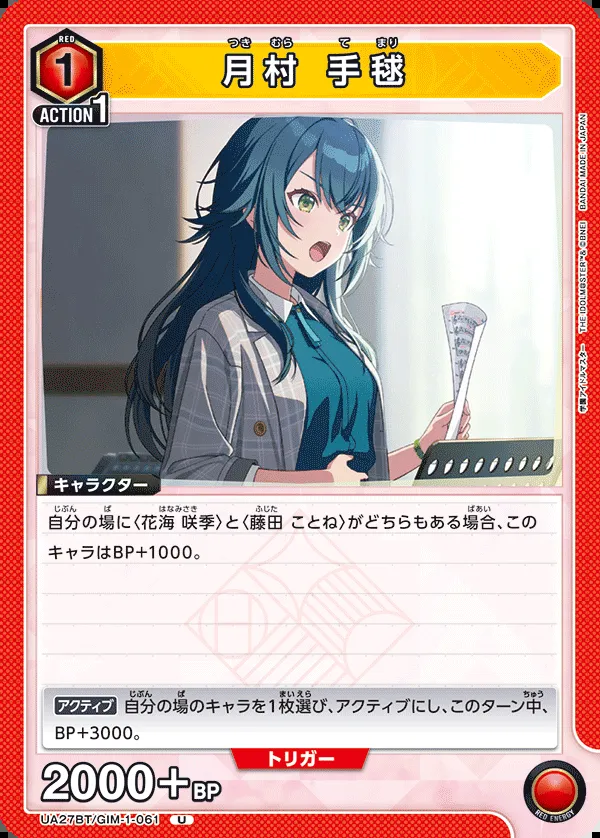 RED
1
ACTION 1
つき むら て まり
月村 手毬
BANDAI MADE IN JAPAN
THE IDOLM@STER™& ©BNEI
学園アイドルマスター
キャラクター
じぶん ば はなみさき ふじた ばあい
自分の場に〈花海 咲季〉と〈藤田 ことね〉がどちらもある場合、この
キャラはBP+1000。
じぶん ば まいえら ちゅう
アクティブ 自分の場のキャラを1枚選び、アクティブにし、このターン中、
BP+3000。
トリガー
2000+BP
RED ENERGY
UA27BT/GIM-1-061 U